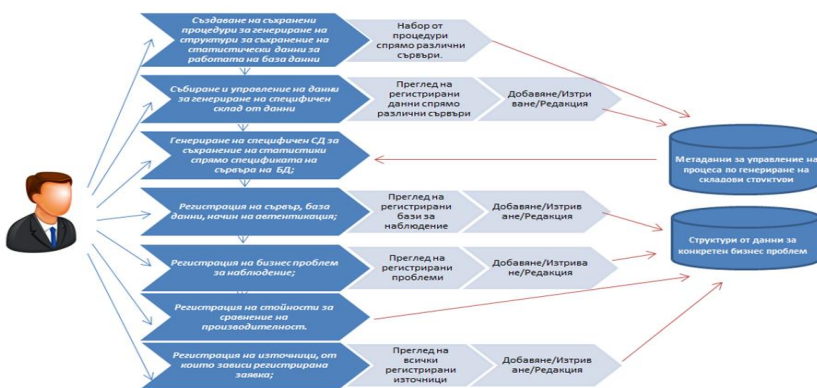 Създаване на съхранени
процедури за генериране на
структури за съхранение на
статистически данни за
работата на база данни
Набор от
процедури
спрямо различни
сървъри.
Събиране и управление на данни
за генериране на специфичен
склад от данни
Преглед на
регистрирани
данни спрямо
различни сървъри
Добавяне/Изтри
ване/Редакция
Генериране на специфичен СД за
съхранение на статистики
спрямо спецификата на
сървъра на БД;
Метаданни за управление на
процеса по генериране на
складови структури
Регистрация на сървър, база
данни, начин на автентикация;
Преглед на
регистрирани
бази за
наблюдение
Добавяне/Изтрив
ане/Редакция
Структури от данни за
конкретен бизнес проблем
Регистрация на бизнес проблем
за наблюдение;
Преглед на
регистрирани
проблеми
Добавяне/Изтрива
не/Редакция
Регистрация на стойности за
сравнение на
производителност.
Регистрация на източници, от
които зависи регистрирана
заявка;
Преглед на
всички
регистрирани
източници
Добавяне/Изтрив
ане/Редакция